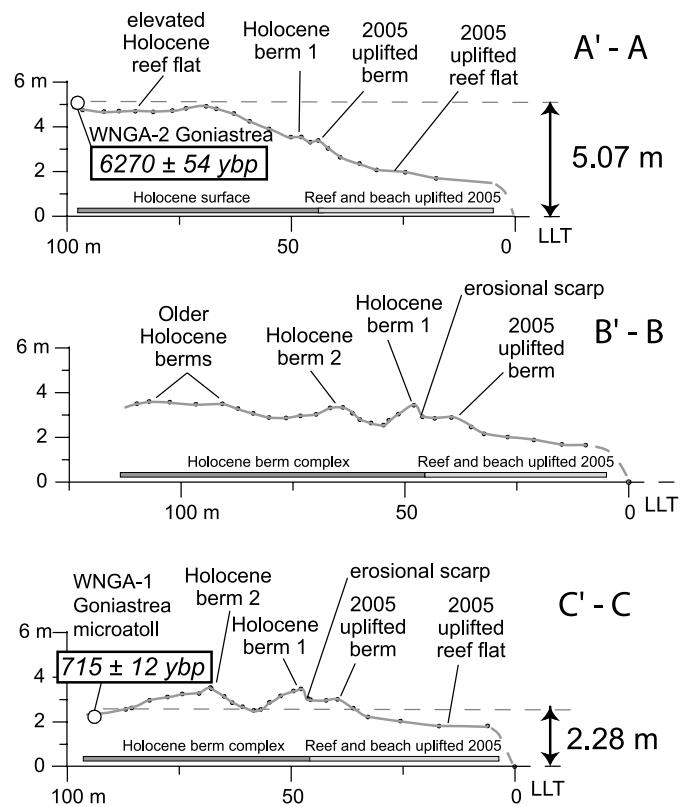 elevated
Holocene
reef flat
Holocene
berm 1
2005
uplifted
berm
2005
uplifted
reef flat
A' - A
6 m
4
2
0
WNGA-2 Goniastrea
6270 ± 54 ybp
5.07 m
Holocene surface
Reef and beach uplifted 2005
100 m
50
0
LLT
Older
Holocene
berms
Holocene
berm 2
Holocene
berm 1
erosional scarp
2005
uplifted
berm
B' - B
6 m
4
2
0
Holocene berm complex
Reef and beach uplifted 2005
100 m
50
0
LLT
WNGA-1
Goniastrea
microatoll
715 ± 12 ybp
Holocene
berm 2
Holocene
berm 1
erosional scarp
2005
uplifted
berm
2005
uplifted
reef flat
C' - C
6 m
4
2
0
2.28 m
Holocene berm complex
Reef and beach uplifted 2005
100 m
50
0
LLT